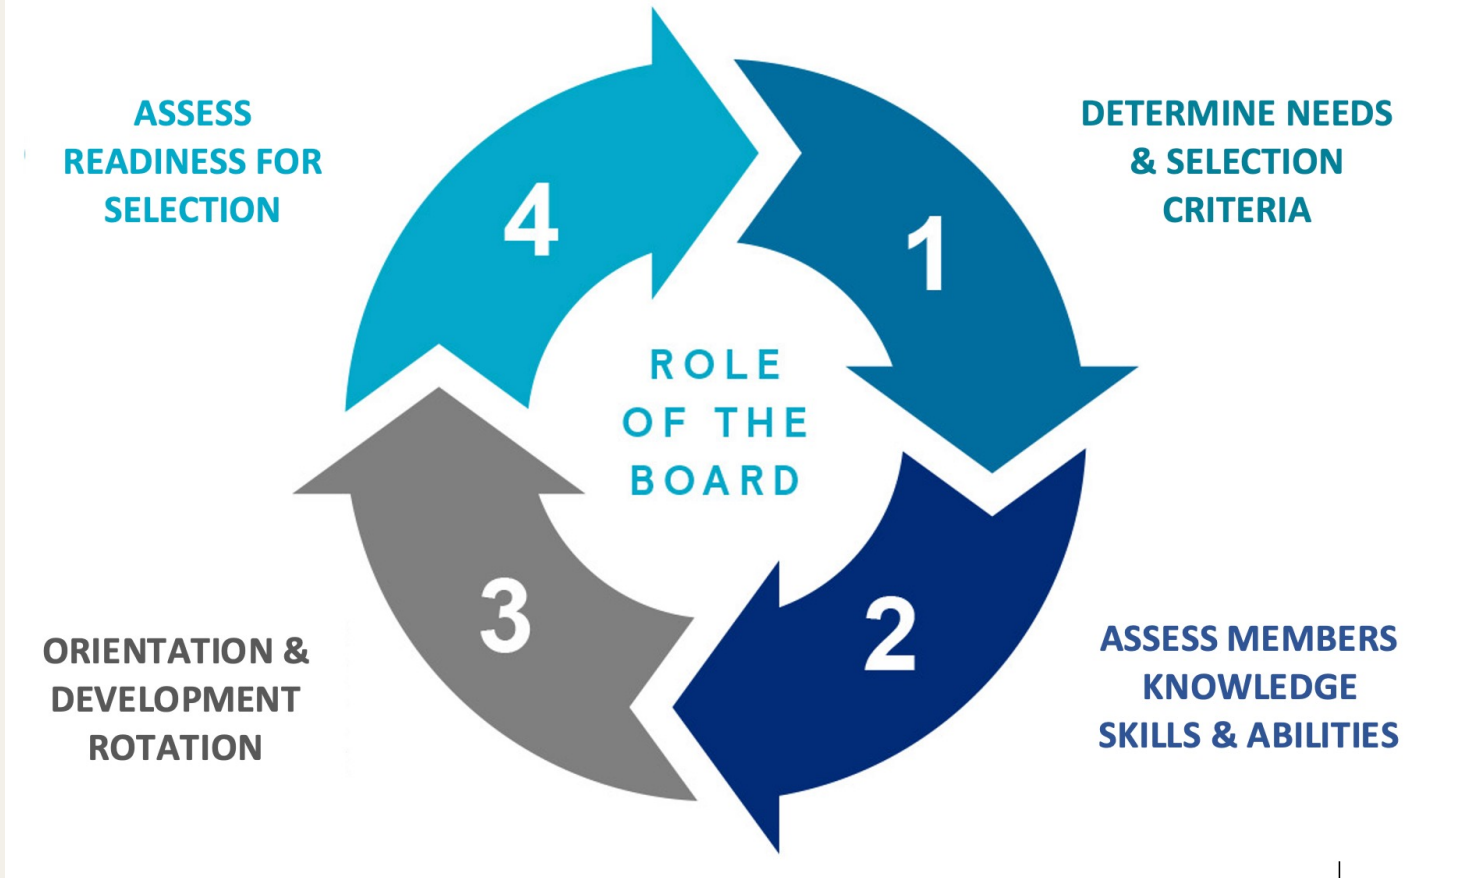 ASSESS
READINESS FOR
SELECTION
4
DETERMINE NEEDS
& SELECTION
CRITERIA
1
ROLE
OF THE
BOARD
ORIENTATION &
DEVELOPMENT
ROTATION
3
ASSESS MEMBERS
KNOWLEDGE
SKILLS & ABILITIES
2